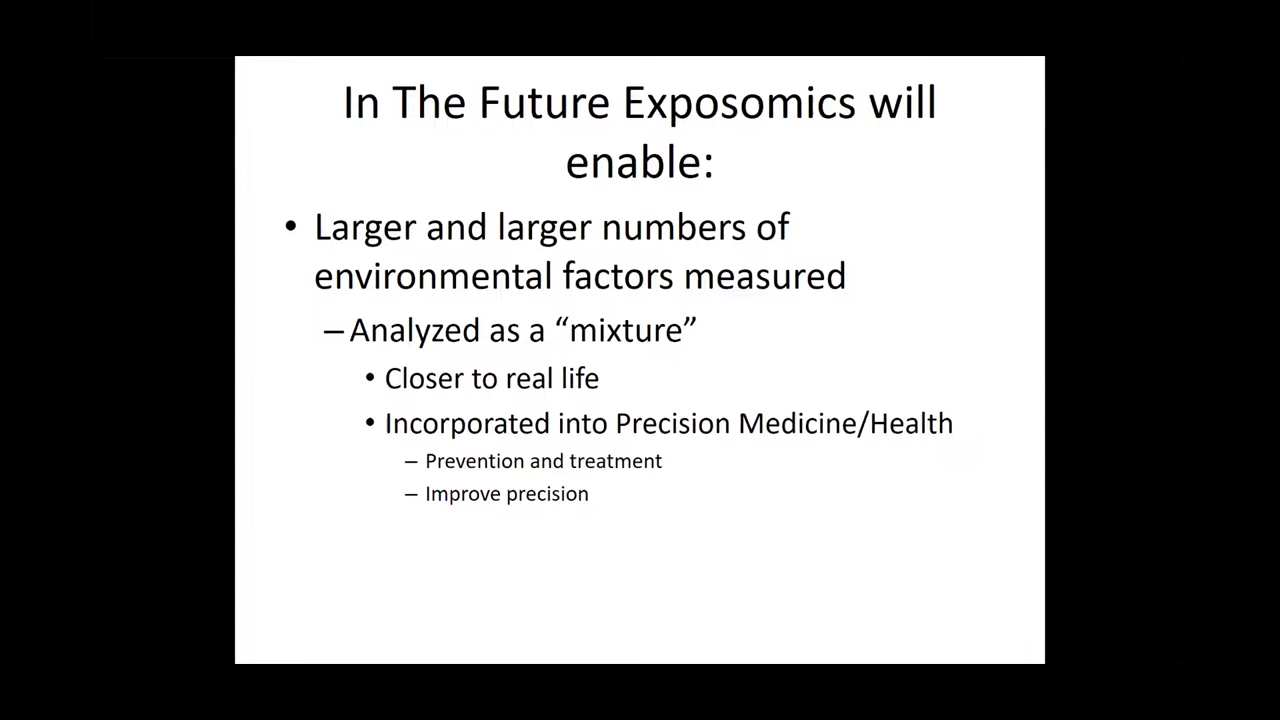 In The Future Exposomics will
enable:
• Larger and larger numbers of
environmental factors measured
– Analyzed as a “mixture”
• Closer to real life
• Incorporated into Precision Medicine/Health
– Prevention and treatment
– Improve precision